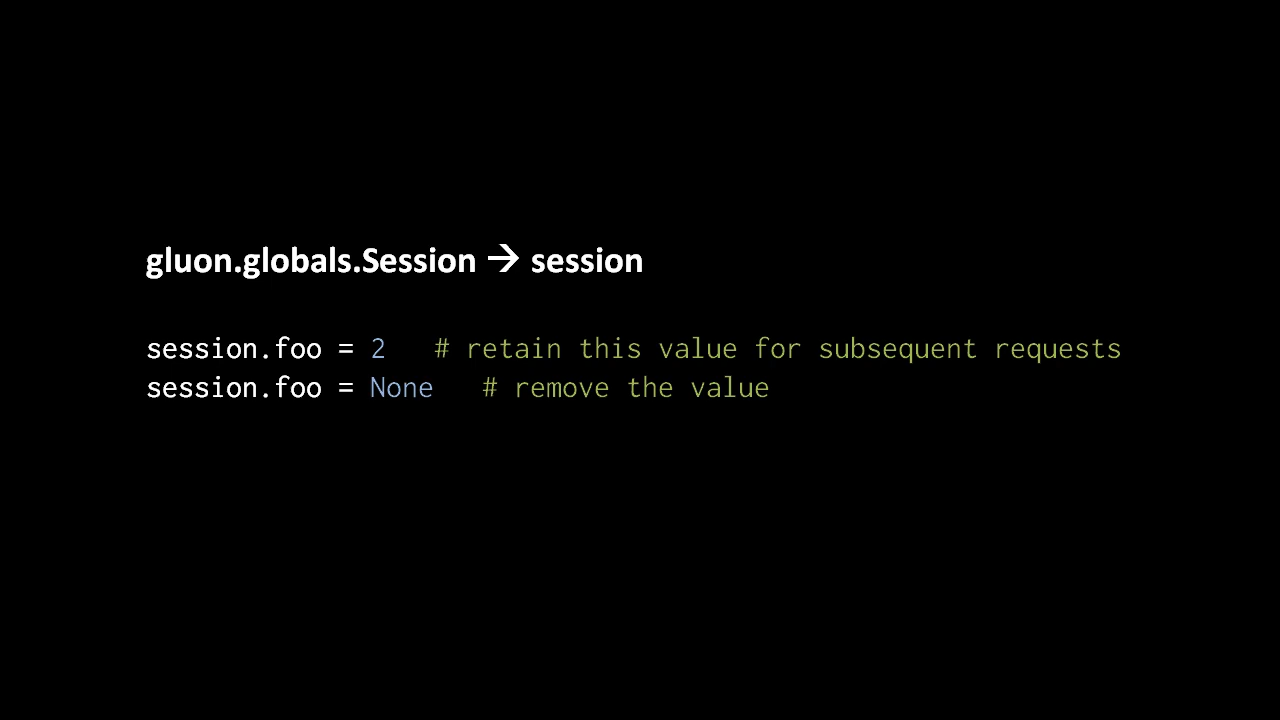 gluon.globals.Session → session
session.foo = 2   # retain this value for subsequent requests
session.foo = None   # remove the value